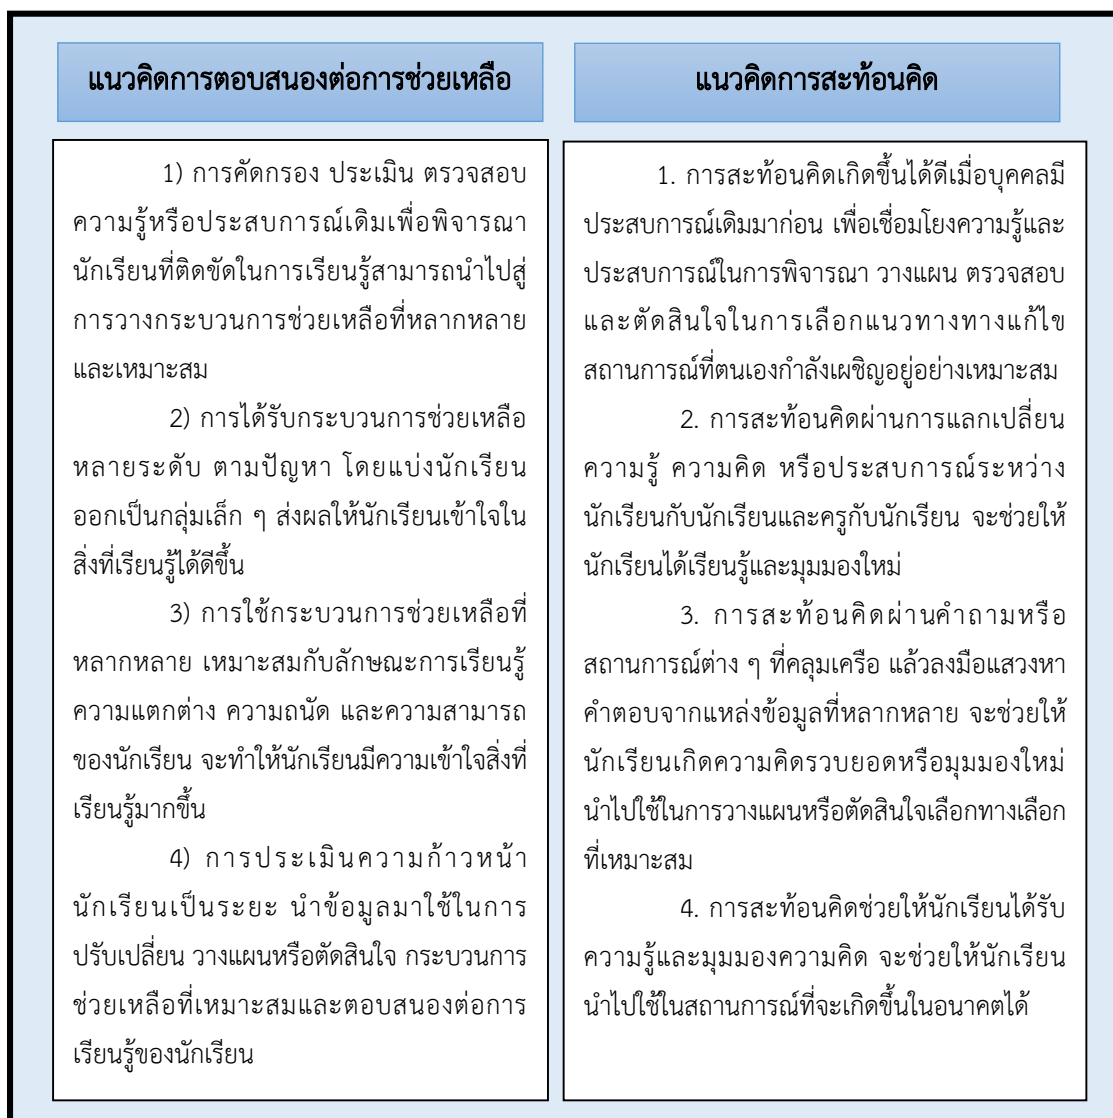 แนวคิดการตอบสนองต่อการช่วยเหลือ
1) การคัดกรอง ประเมิน ตรวจสอบ
ความรู้หรือประสบการณ์เดิมเพื่อพิจารณา
นักเรียนที่ติดขัดในการเรียนรู้สามารถนำไปสู่
การวางกระบวนการช่วยเหลือที่หลากหลาย
และเหมาะสม
2) การได้รับกระบวนการช่วยเหลือ
หลายระดับ ตามปัญหา โดยแบ่งนักเรียน
ออกเป็นกลุ่มเล็ก ๆ ส่งผลให้นักเรียนเข้าใจใน
สิ่งที่เรียนรู้ได้ดีขึ้น
3) การใช้กระบวนการช่วยเหลือที่
หลากหลาย เหมาะสมกับลักษณะการเรียนรู้
ความแตกต่าง ความถนัด และความสามารถ
ของนักเรียน จะทำให้นักเรียนมีความเข้าใจสิ่งที่
เรียนรู้มากขึ้น
4) การประเมินความก้าวหน้า
นักเรียนเป็นระยะ นำข้อมูลมาใช้ในการ
ปรับเปลี่ยน วางแผนหรือตัดสินใจ กระบวนการ
ช่วยเหลือที่เหมาะสมและตอบสนองต่อการ
เรียนรู้ของนักเรียน
แนวคิดการสะท้อนคิด
1. การสะท้อนคิดเกิดขึ้นได้ดีเมื่อบุคคลมี
ประสบการณ์เดิมมาก่อน เพื่อเชื่อมโยงความรู้และ
ประสบการณ์ในการพิจารณา วางแผน ตรวจสอบ
และตัดสินใจในการเลือกแนวทางทางแก้ไข
สถานการณ์ที่ตนเองกำลังเผชิญอยู่อย่างเหมาะสม
2. การสะท้อนคิดผ่านการแลกเปลี่ยน
ความรู้ ความคิด หรือประสบการณ์ระหว่าง
นักเรียนกับนักเรียนและครูกับนักเรียน จะช่วยให้
นักเรียนได้เรียนรู้และมุมมองใหม่
3. การสะท้อนคิดผ่านคำถามหรือ
สถานการณ์ต่าง ๆ ที่คลุมเครือ แล้วลงมือแสวงหา
คำตอบจากแหล่งข้อมูลที่หลากหลาย จะช่วยให้
นักเรียนเกิดความคิดรวบยอดหรือมุมมองใหม่
นำไปใช้ในการวางแผนหรือตัดสินใจเลือกทางเลือก
ที่เหมาะสม
4. การสะท้อนคิดช่วยให้นักเรียนได้รับ
ความรู้และมุมมองความคิด จะช่วยให้นักเรียน
นำไปใช้ในสถานการณ์ที่จะเกิดขึ้นในอนาคตได้